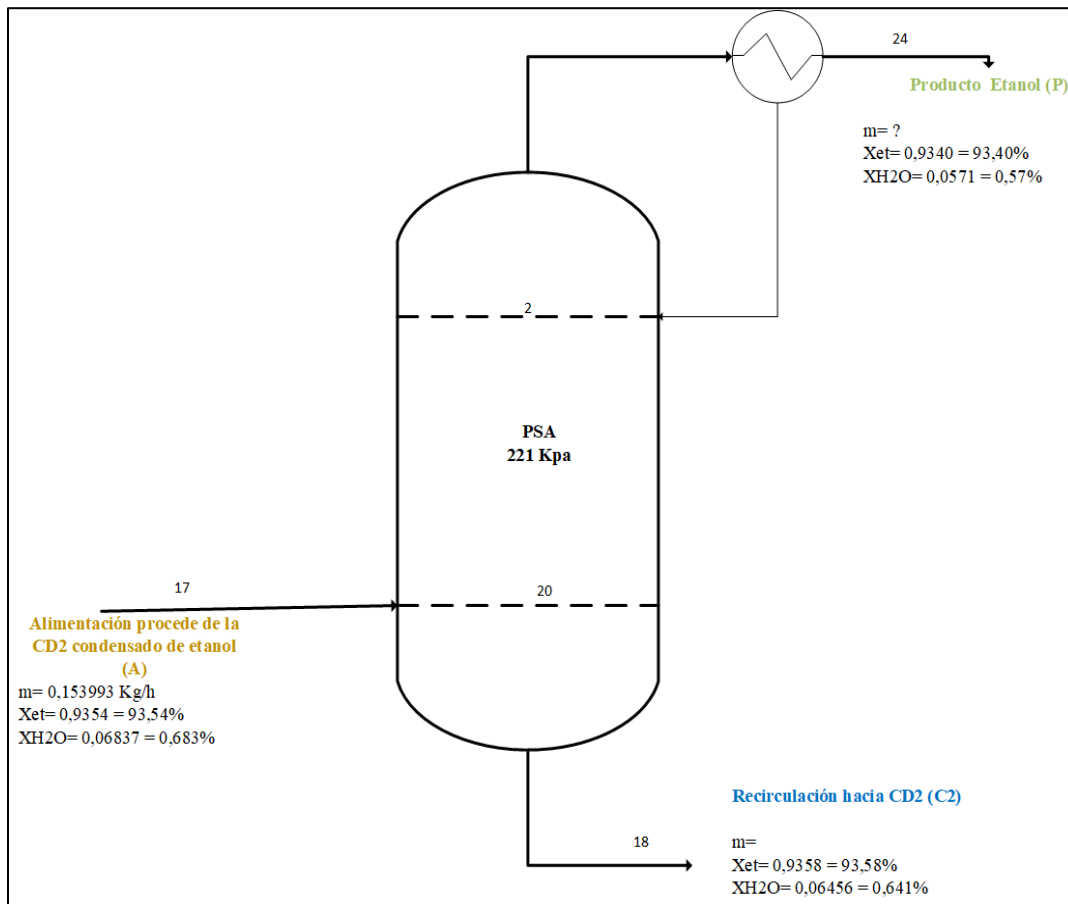 24
Producto Etanol (P)
m= ?
Xet= 0,9340 = 93,40%
XH2O= 0,0571 = 0,57%
2
PSA
221 Kpa
17
20
Alimentación procede de la
CD2 condensado de etanol
(A)
m= 0,153993 Kg/h
Xet= 0,9354 = 93,54%
XH2O= 0,06837 = 0,683%
Recirulación hacia CD2 (C2)
18
m=
Xet= 0,9358 = 93,58%
XH2O= 0,06456 = 0,641%